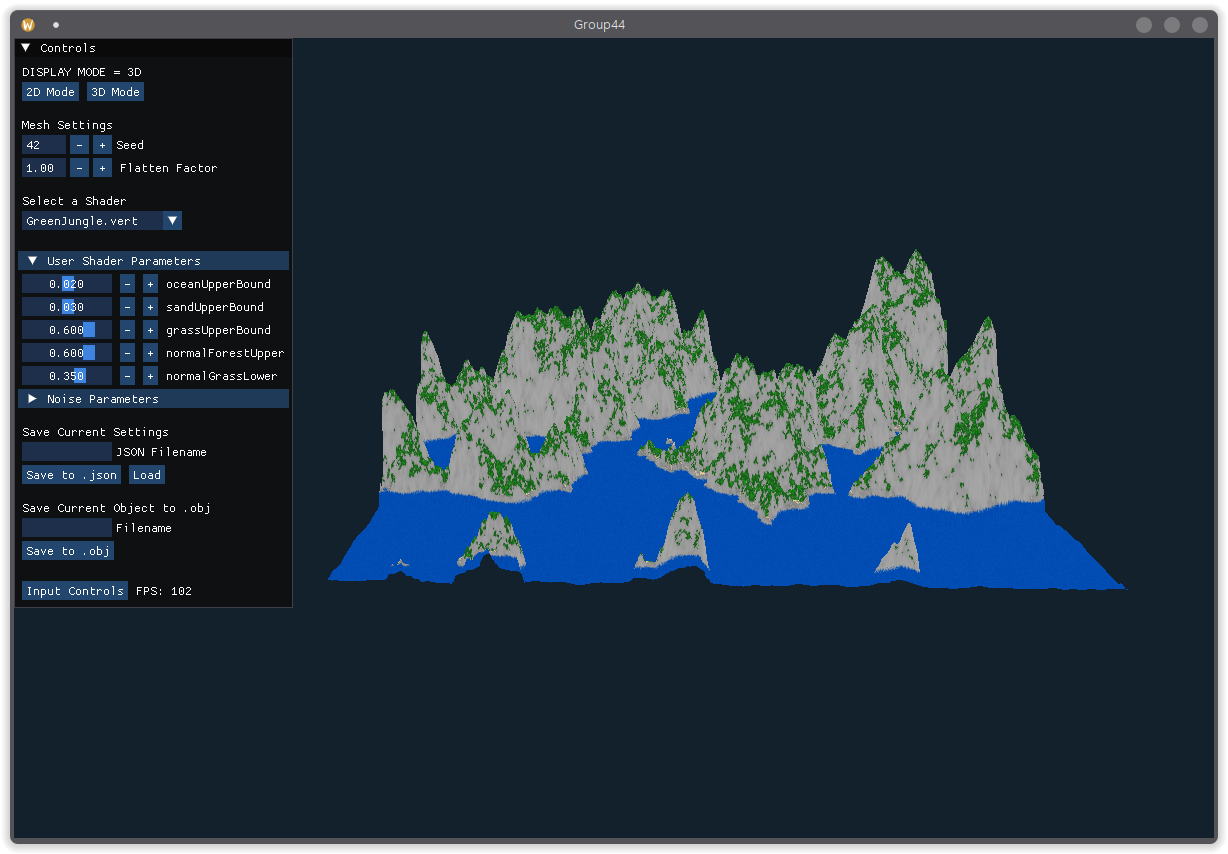 Group44
Controls
DISPLAY MODE = 3D
2D Mode 3D Mode
Mesh Settings
42 - + Seed
1.00 - + Flatten Factor
Select a Shader
GreenJungle.vert
User Shader Parameters
0.020 - + oceanUpperBound
0.030 - + sandUpperBound
0.600 - + grassUpperBound
0.600 - + normalForestUpper
0.350 - + normalGrassLower
Noise Parameters
Save Current Settings
JSON Filename
Save to .json Load
Save Current Object to .obj
Filename
Save to .obj
Input Controls FPS: 102